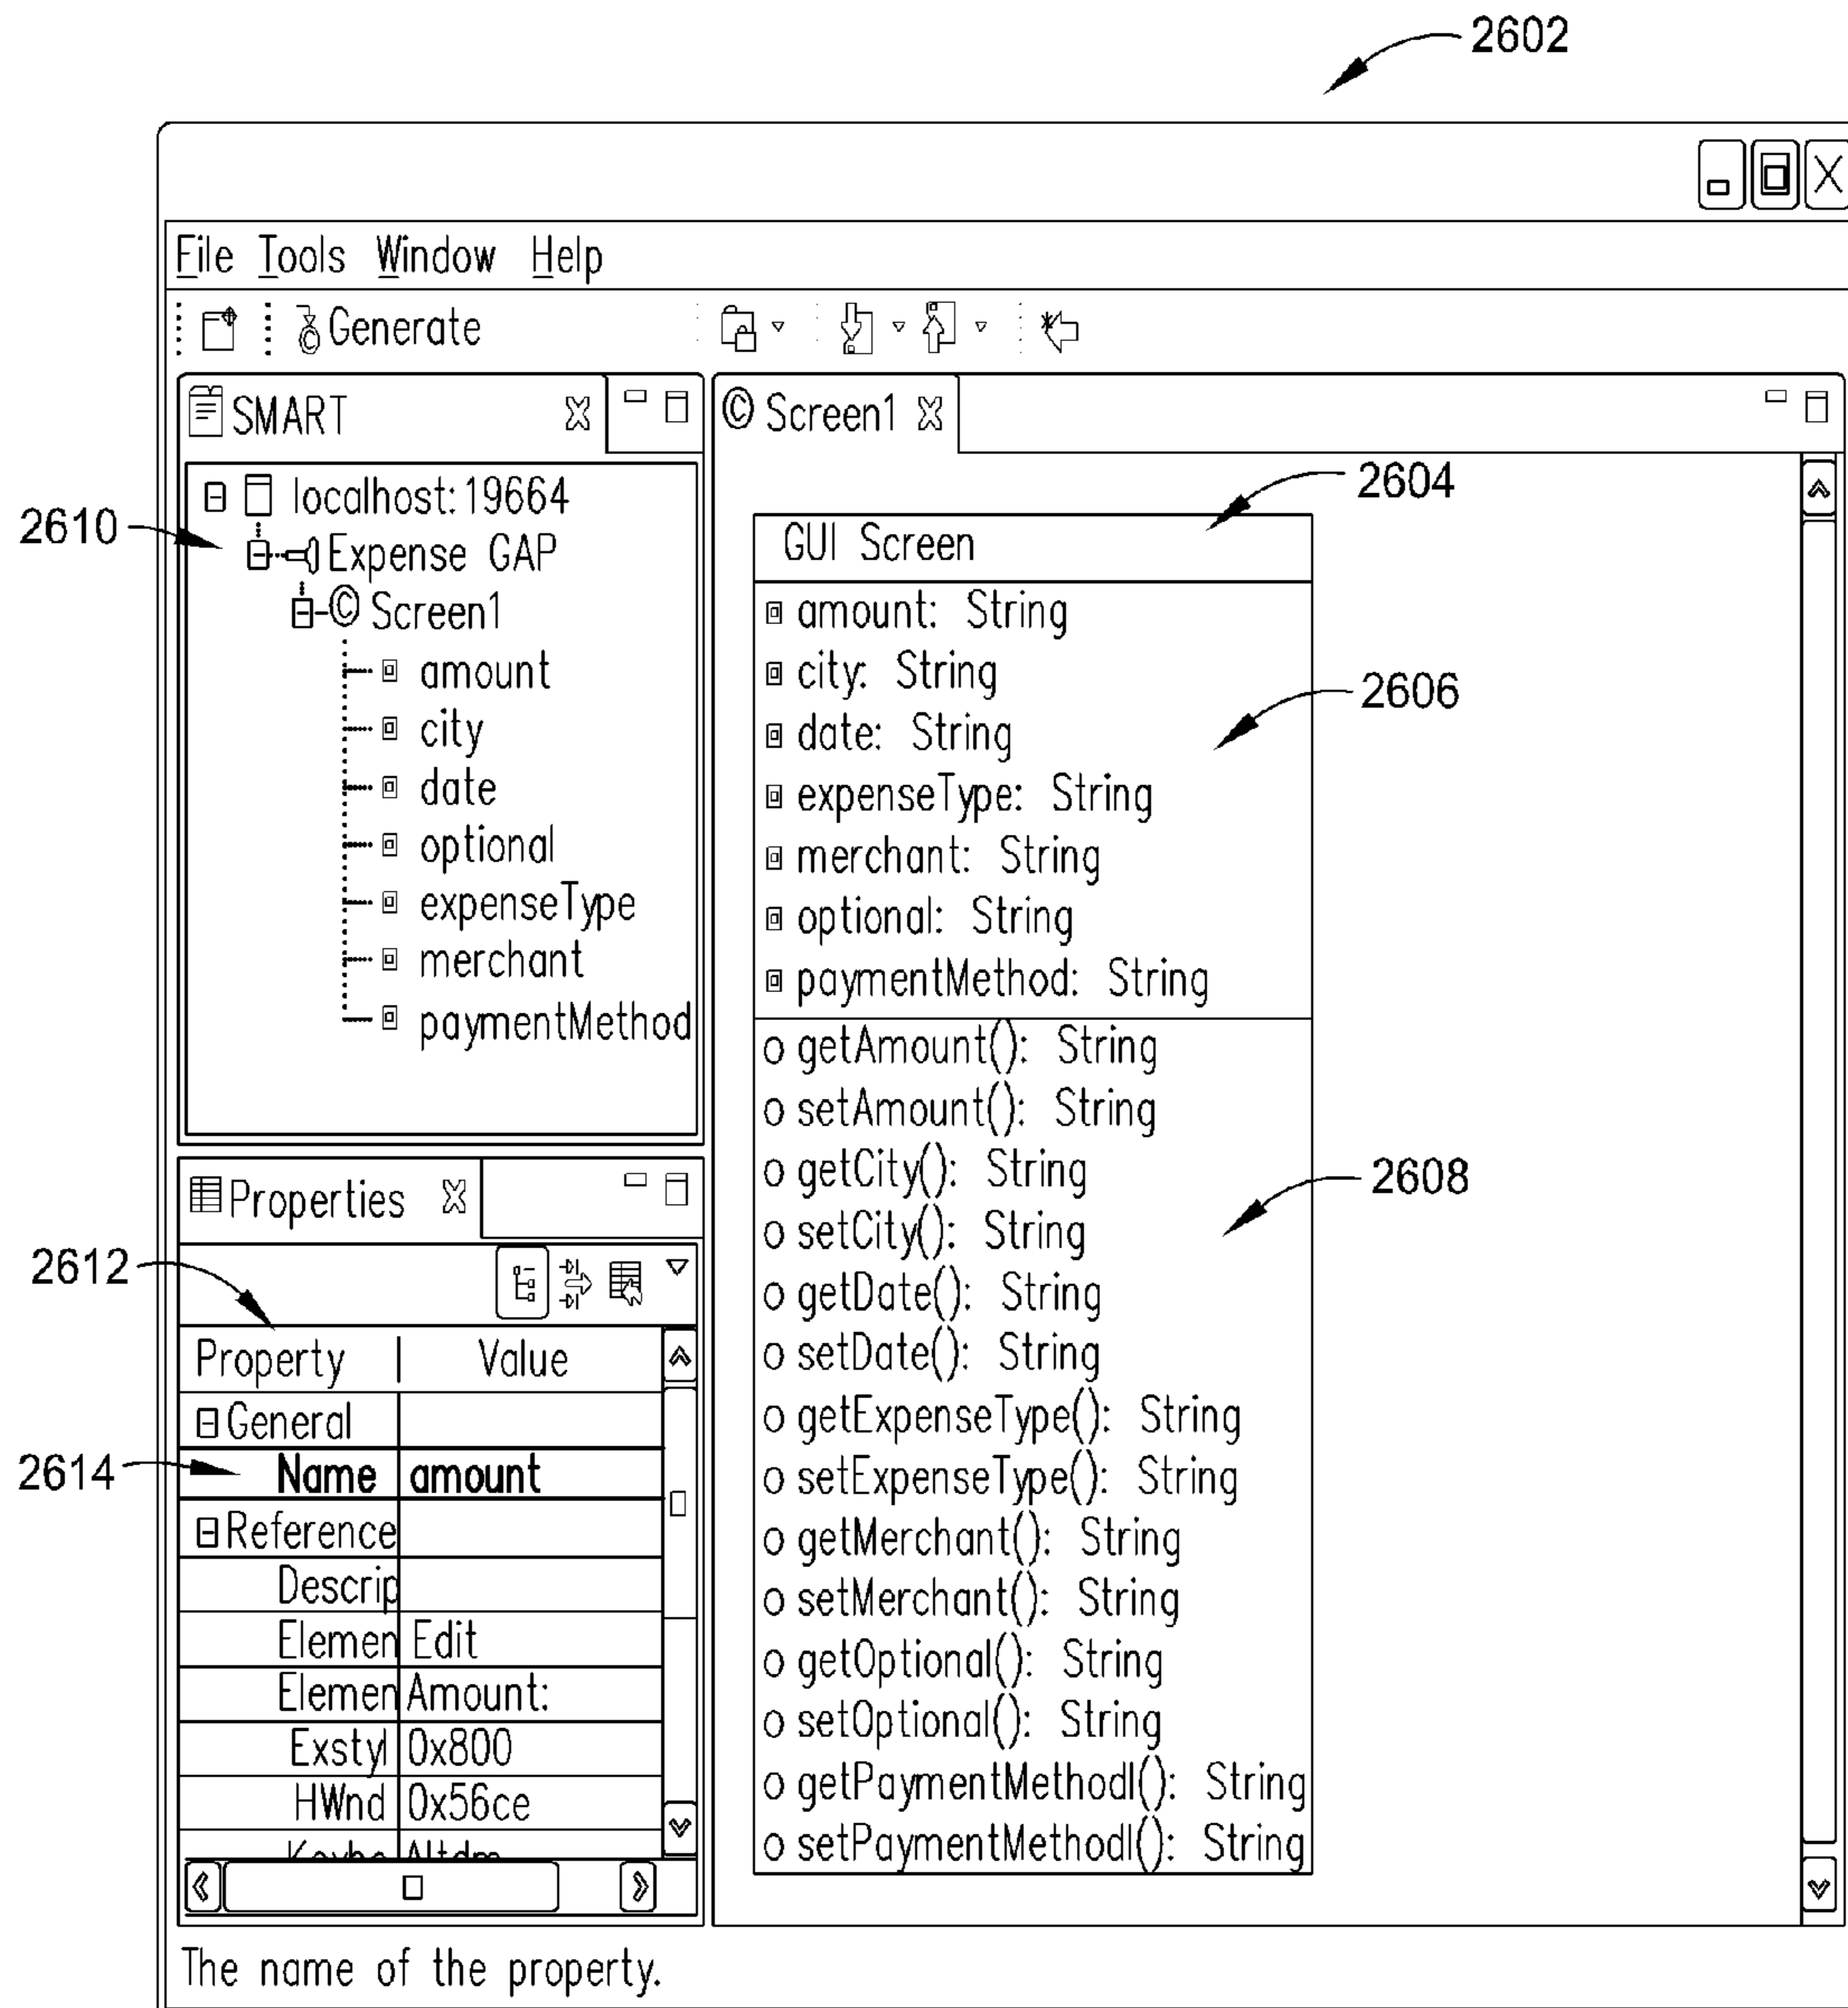 2602
File Tools Window Help
Generate
SMART
2610
localhost:19664
Expense GAP
Screen1
amount
city
date
optional
expenseType
merchant
paymentMethod
Properties
2612
Property Value
General
2614
Name amount
Reference
Descrip
Elemen Edit
Elemen Amount:
Exstyl 0x800
HWnd 0x56ce
© Screen1
2604
GUI Screen
amount: String
city: String
2606
date: String
expenseType: String
merchant: String
optional: String
paymentMethod: String
getAmount(): String
setAmount(): String
getCity(): String
2608
setCity(): String
getDate(): String
setDate(): String
getExpenseType(): String
setExpenseType(): String
getMerchant(): String
setMerchant(): String
getOptional(): String
setOptional(): String
getPaymentMethodl(): String
setPaymentMethodl(): String
The name of the property.